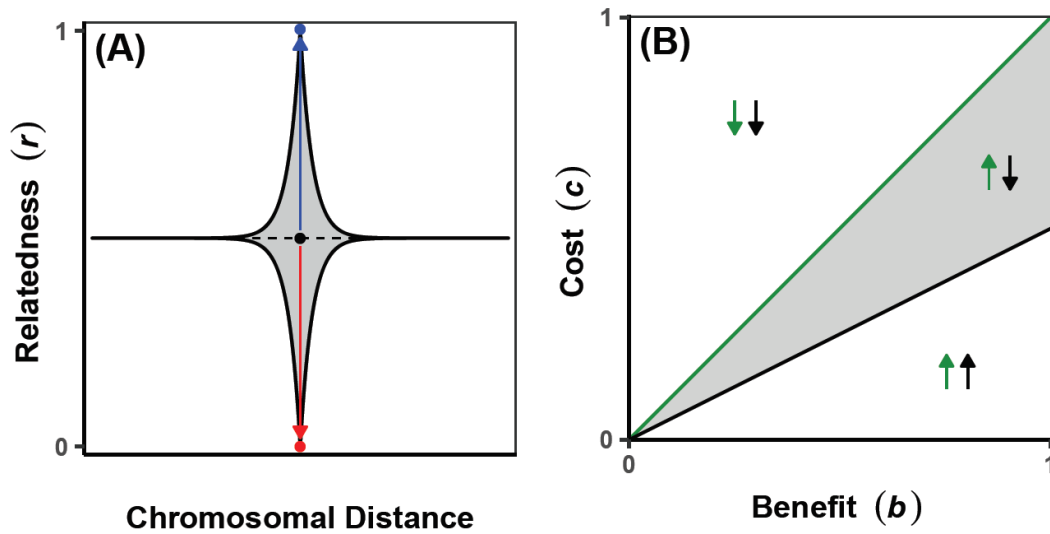 (A)
1
0
Relatedness (r)
Chromosomal Distance
(B)
1
0
Cost (c)
0
1
Benefit (b)